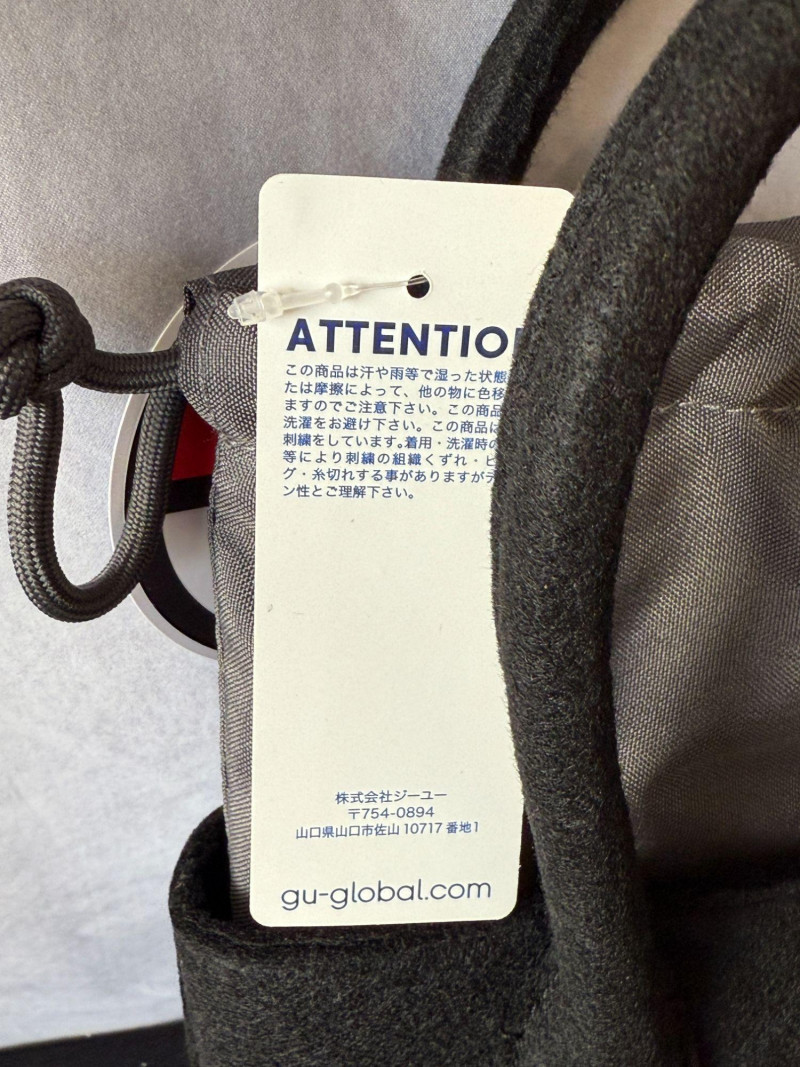 ATTENTIO
この商品は汗や雨等で湿った状態
たは摩擦によって、他の物に色移
ますのでご注意下さい。この商品
洗濯をお避け下さい。この商品は
刺繍をしています。着用・洗濯時の
等により刺繍の組織くずれ・ピ
グ・糸切れする事がありますがデ
ン性とご理解下さい。
株式会社ジーユー
〒754-0894
山口県山口市佐山10717番地1
gu-global.com